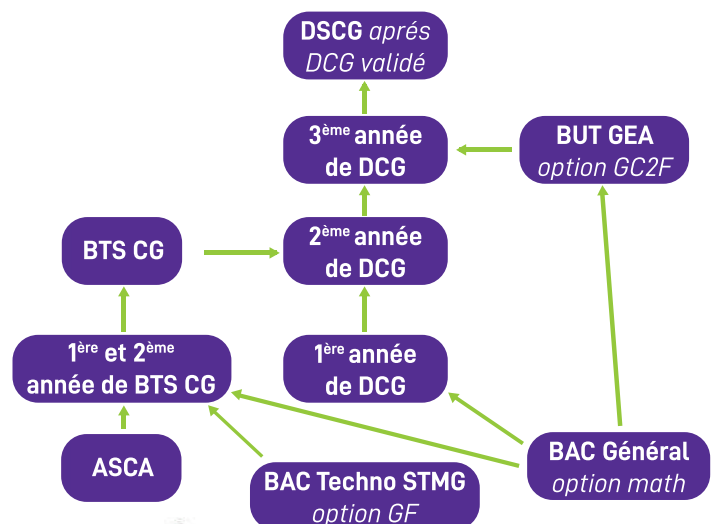 DSCG aprés
DCG validé
3ème année
de DCG
BUT GEA
option GC2F
BTS CG
2ème année
de DCG
1ère et 2ème
année de BTS CG
1ère année
de DCG
ASCA
BAC Techno STMG
option GF
BAC Général
option math